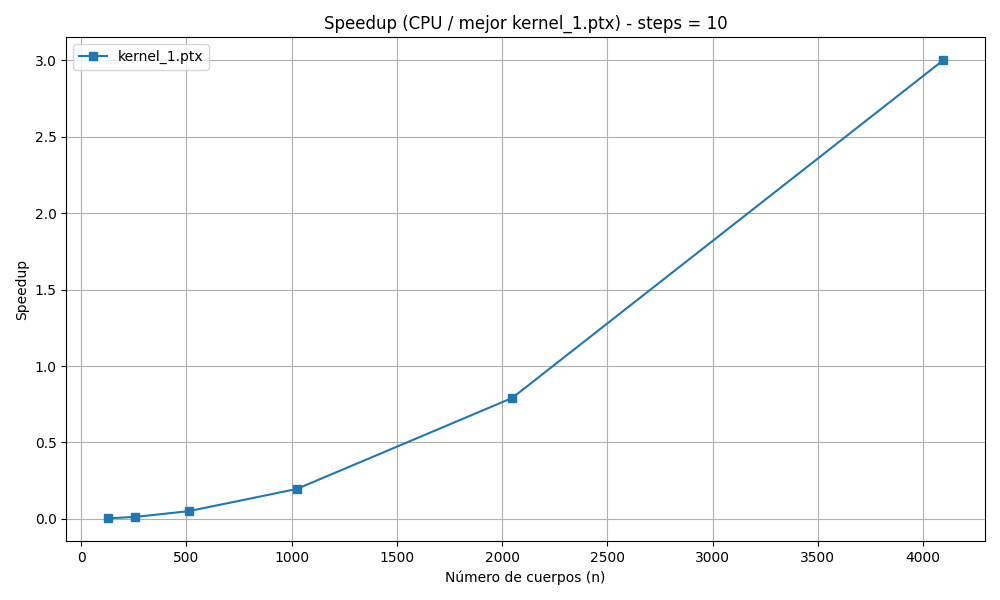 Speedup (CPU / mejor kernel_1.ptx) - steps = 10
kernel_1.ptx
3.0
2.5
2.0
1.5
1.0
0.5
0.0
Speedup
0 500 1000 1500 2000 2500 3000 3500 4000
Número de cuerpos (n)